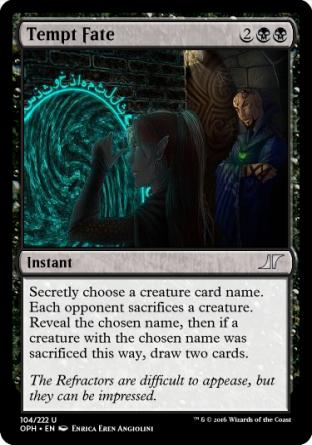 Tempt Fate 2
Instant
Secretly choose a creature card name.
Each opponent sacrifices a creature.
Reveal the chosen name, then if a
creature with the chosen name was
sacrificed this way, draw two cards.
The Refractors are difficult to appease, but
they can be impressed.
104/222 U
OPH • EN ENRICA EREN ANGIOLINI
™ & © 2016 Wizards of the Coast